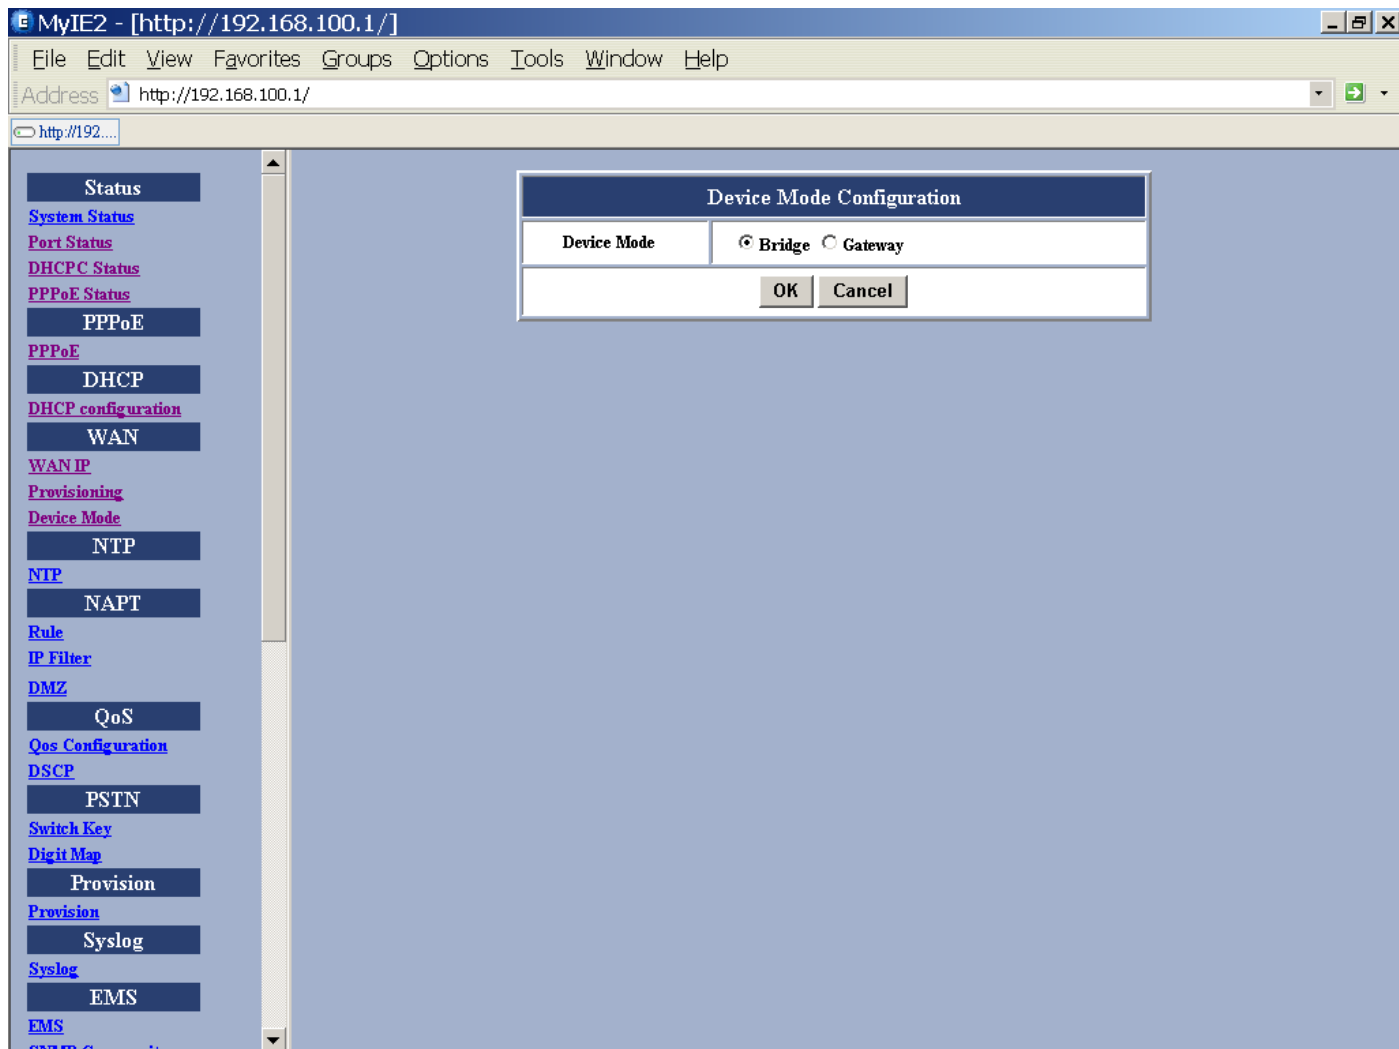 MyIE2 - [http://192.168.100.1/]
File Edit View Favorites Groups Options Tools Window Help
Address http://192.168.100.1/
http://192....
Status
System Status
Port Status
DHCPC Status
PPPoE Status
PPPoE
PPPoE
DHCP
DHCP configuration
WAN
WAN IP
Provisioning
Device Mode
NTP
NTP
NAPT
Rule
IP Filter
DMZ
QoS
Qos Configuration
DSCP
PSTN
Switch Key
Digit Map
Provision
Provision
Syslog
Syslog
EMS
EMS
Device Mode Configuration
Device Mode Bridge Gateway
OK Cancel